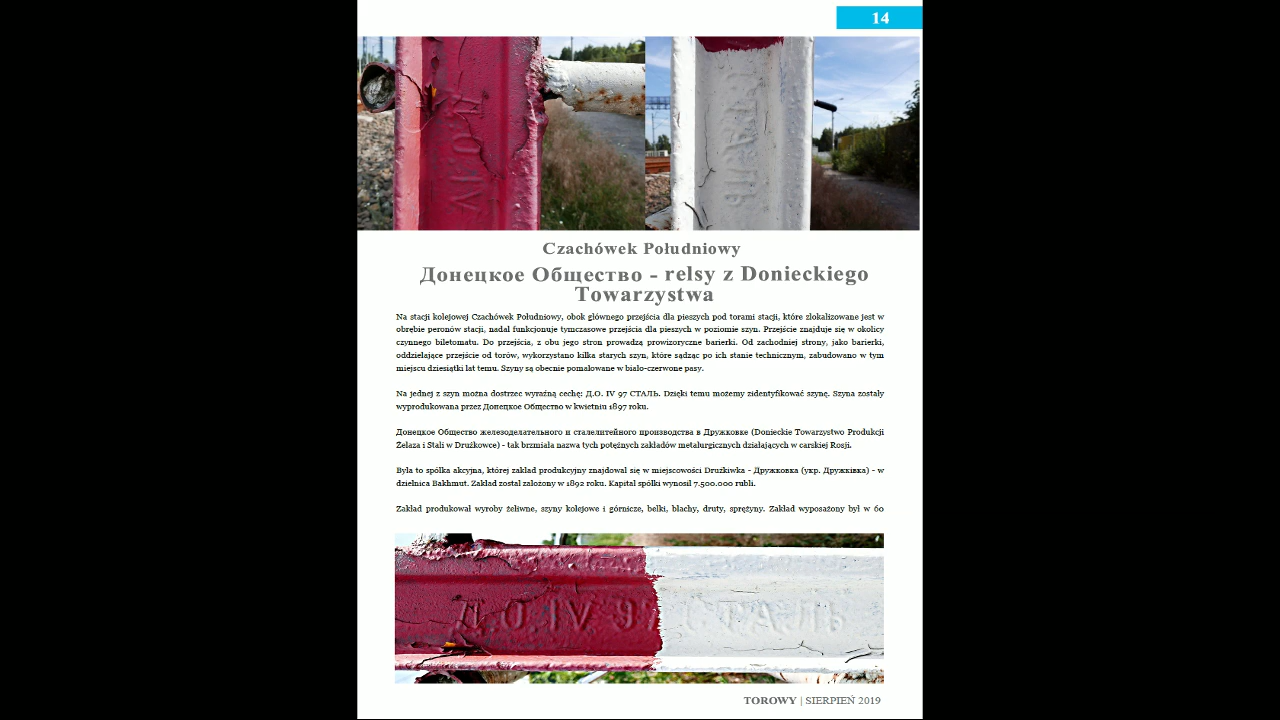 14
Д.О.IV
СТАЛЬ
Czachówek Południowy
Донецкое Общество - relsy z Donieckiego
Towarzystwa
Na stacji kolejowej Czachówek Południowy, obok głównego przejścia dla pieszych pod torami stacji, które zlokalizowane jest w
obrębie peronów stacji, nadal funkcjonuje tymczasowe przejścia dla pieszych w poziomie szyn. Przejście znajduje się w okolicy
czynnego biletomatu. Do przejścia, z obu jego stron prowadzą prowizoryczne barierki. Od zachodniej strony, jako barierki,
oddzielające przejście od torów, wykorzystano kilka starych szyn, które sądząc po ich stanie technicznym, zabudowano w tym
miejscu dziesiątki lat temu. Szyny są obecnie pomalowane w biało-czerwone pasy.
Na jednej z szyn można dostrzec wyraźną cechę: Д.О. IV 97 СТАЛЬ. Dzięki temu możemy zidentyfikować szynę. Szyna zostały
wyprodukowana przez Донецкое Общество w kwietniu 1897 roku.
Донецкое Общество железоделательного и сталелитейного производства в Дружковке (Donieckie Towarzystwo Produkcji
Żelaza i Stali w Drużkowce) - tak brzmiała nazwa tych potężnych zakładów metalurgicznych działających w carskiej Rosji.
Była to spółka akcyjna, której zakład produkcyjny znajdował się w miejscowości Drużkiwka - Дружковка (укр. Дружківка) - w
dzielnica Bakhmut. Zakład został założony w 1892 roku. Kapitał spółki wynosił 7.500.000 rubli.
Zakład produkował wyroby żeliwne, szyny kolejowe i górnicze, belki, blachy, druty, sprężyny. Zakład wyposażony był w 60
Д.О.IV 97 СТАЛЬ
TOROWY | SIERPIEŃ 2019